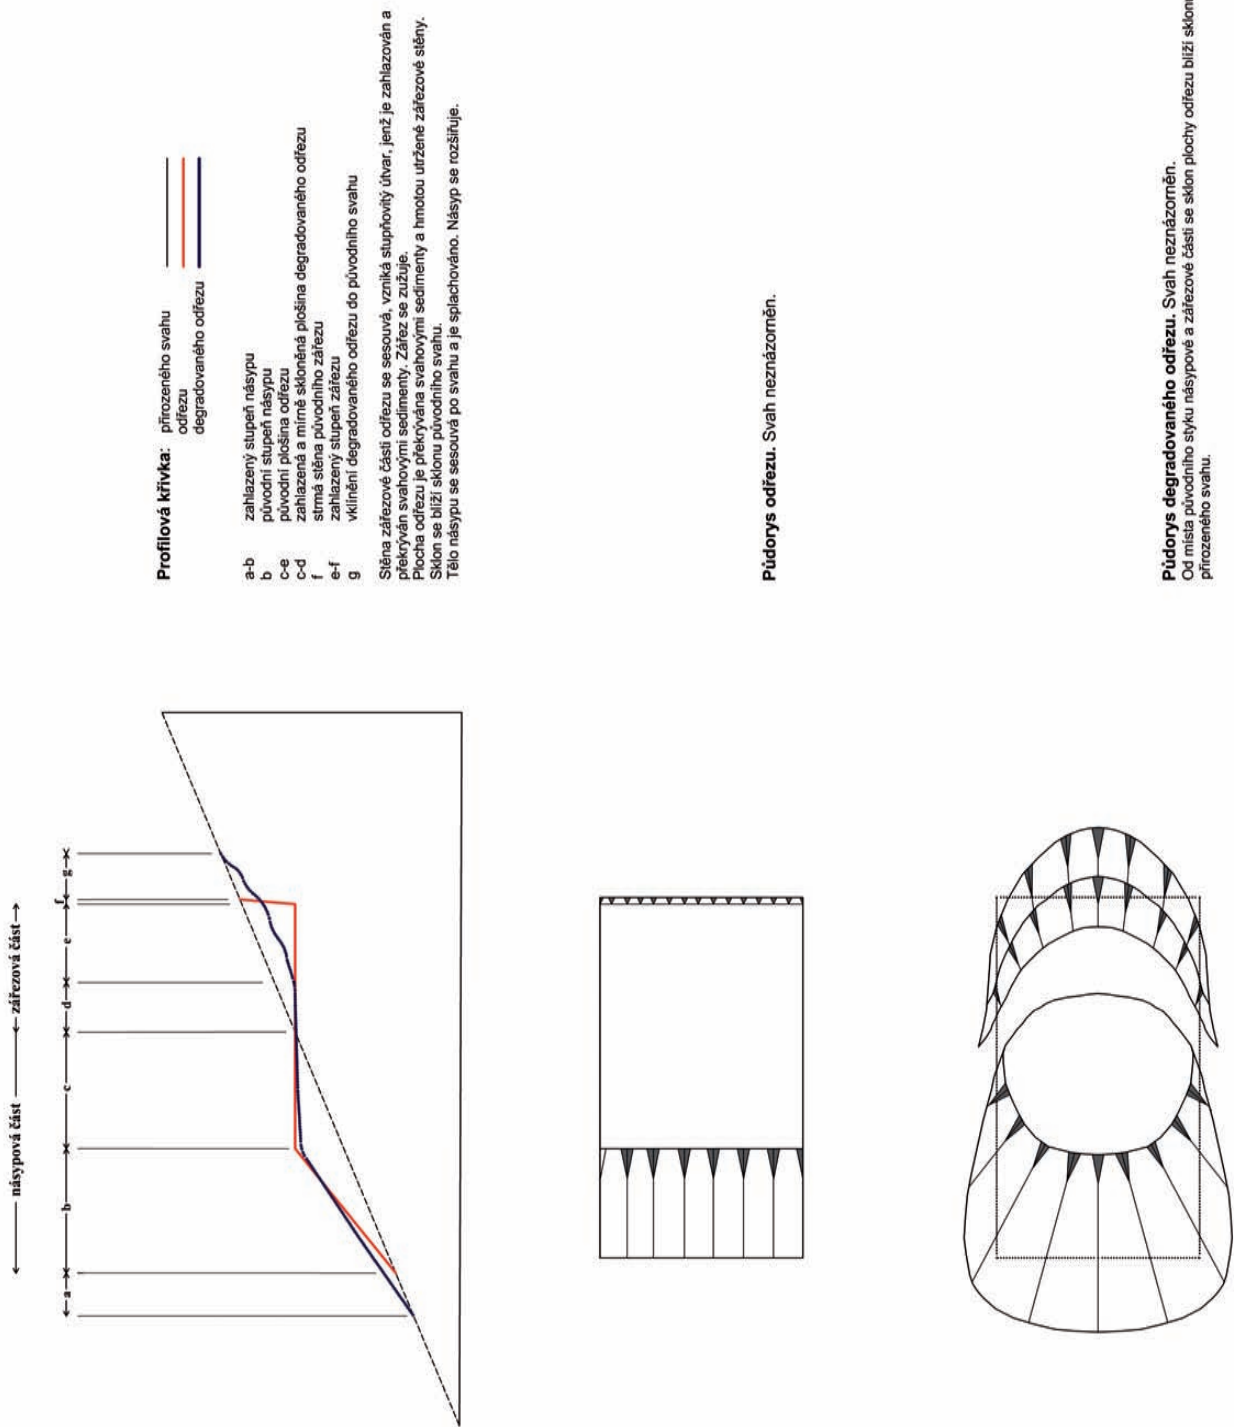 násypová část
zářezová část
a
b
c
d
e
f
g
Profilová křivka:
přirozeného svahu
odřezu
degradovaného odřezu
a-b zahlazený stupeň násypu
b původní stupeň násypu
c-e původní plošina odřezu
c-d zahlazená a mírně skloněná plošina degradovaného odřezu
f strmá stěna původního zářezu
e-f zahlazený stupeň zářezu
g vklínění degradovaného odřezu do původního svahu
Stěna zářezové části odřezu se sesouvá, vzniká stupňovitý útvar, jenž je zahlazován a
překrýván svahovými sedimenty. Zářez se zužuje.
Plocha odřezu je překrývána svahovými sedimenty a hmotou utržené zářezové stěny.
Sklon se blíží sklonu původního svahu.
Tělo násypu se sesouvá po svahu a je splachováno. Násyp se rozšiřuje.
Půdorys odřezu. Svah neznázorněn.
Půdorys degradovaného odřezu. Svah neznázorněn.
Od místa původního styku násypové a zářezové části se sklon plochy odřezu blíží sklonu
přirozeného svahu.